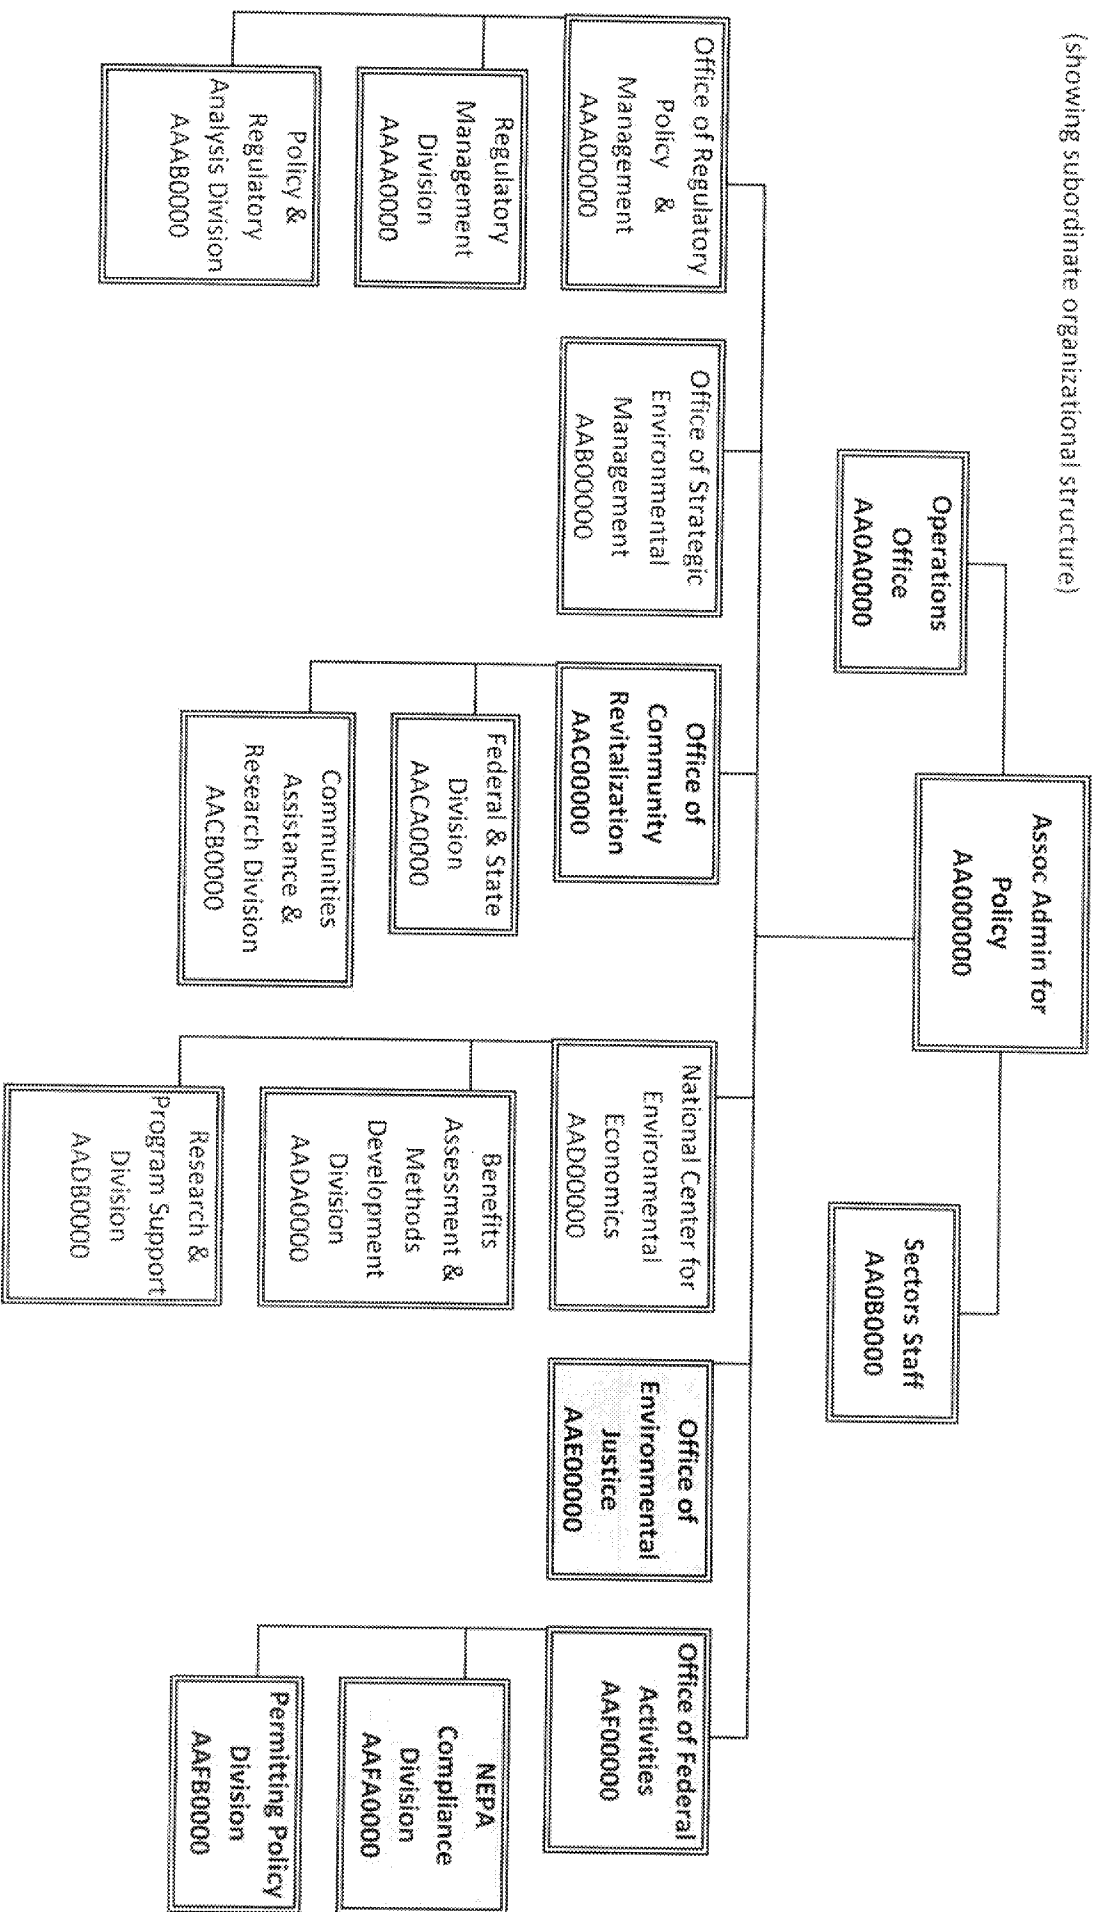 (showing subordinate organizational structure)
Assoc Admin for
Policy
AA000000
Operations
Office
AA0A0000
Sectors Staff
AA0B0000
Office of Regulatory
Policy &
Management
AAA00000
Regulatory
Management
Division
AAAA0000
Policy &
Regulatory
Analysis Division
AAAB0000
Office of Strategic
Environmental
Management
AAB00000
Office of
Community
Revitalization
AAC00000
Federal & State
Division
AACA0000
Communities
Assistance &
Research Division
AACB0000
National Center for
Environmental
Economics
AAD00000
Benefits
Assessment &
Methods
Development
Division
AADA0000
Research &
Program Support
Division
AADB0000
Office of
Environmental
Justice
AAE00000
Office of Federal
Activities
AAF00000
NEPA
Compliance
Division
AAFA0000
Permitting Policy
Division
AAFB0000